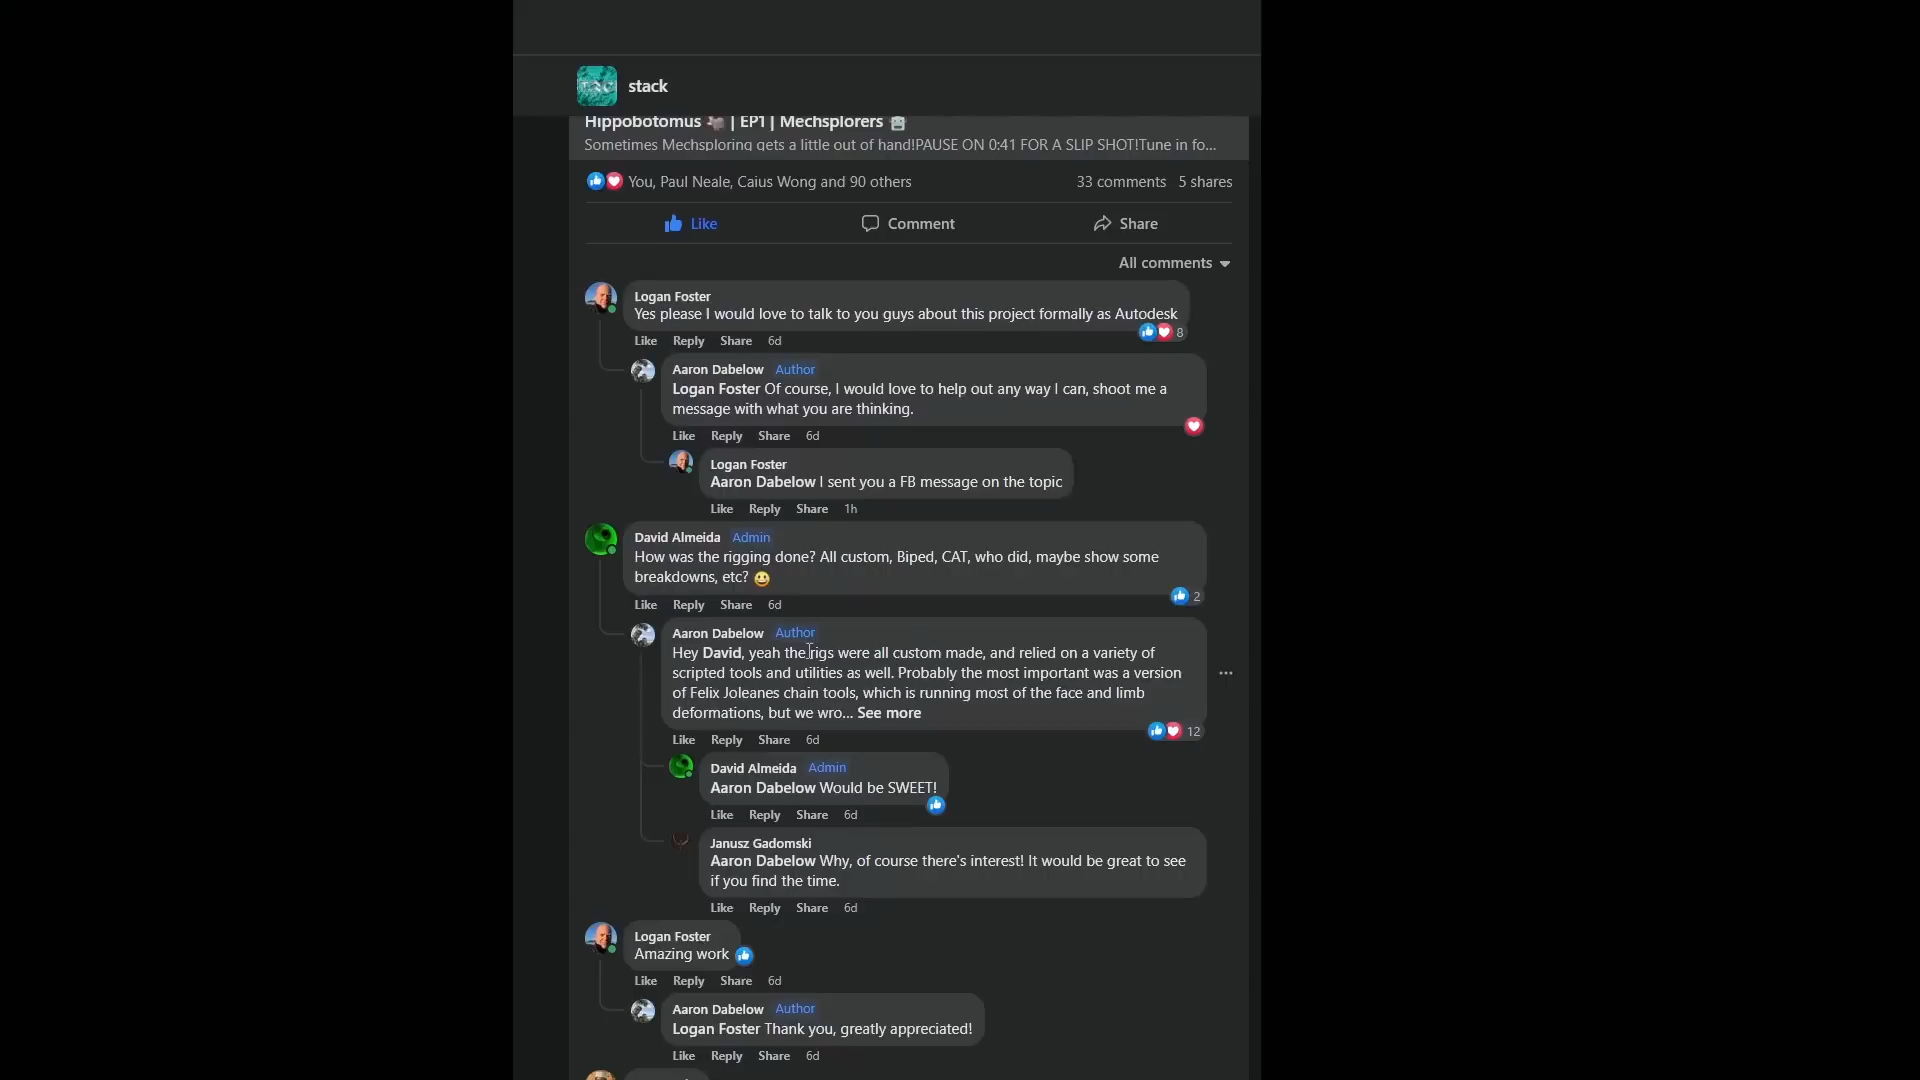 stack
Hippobotomus 🦛 | EP1 | Mechsplorers 🤖
Sometimes Mechsploring gets a little out of hand!PAUSE ON 0:41 FOR A SLIP SHOT!Tune in fo...
You, Paul Neale, Caius Wong and 90 others 33 comments 5 shares
Like Comment Share
All comments
Logan Foster
Yes please I would love to talk to you guys about this project formally as Autodesk
8
Like Reply Share 6d
Aaron Dabelow Author
Logan Foster Of course, I would love to help out any way I can, shoot me a
message with what you are thinking.
Like Reply Share 6d
Logan Foster
Aaron Dabelow I sent you a FB message on the topic
Like Reply Share 1h
David Almeida Admin
How was the rigging done? All custom, Biped, CAT, who did, maybe show some
breakdowns, etc? 😃
2
Like Reply Share 6d
Aaron Dabelow Author
Hey David, yeah the rigs were all custom made, and relied on a variety of
scripted tools and utilities as well. Probably the most important was a version
of Felix Joleanes chain tools, which is running most of the face and limb
deformations, but we wro... See more
12
Like Reply Share 6d
David Almeida Admin
Aaron Dabelow Would be SWEET!
Like Reply Share 6d
Janusz Gadomski
Aaron Dabelow Why, of course there's interest! It would be great to see
if you find the time.
Like Reply Share 6d
Logan Foster
Amazing work
Like Reply Share 6d
Aaron Dabelow Author
Logan Foster Thank you, greatly appreciated!
Like Reply Share 6d